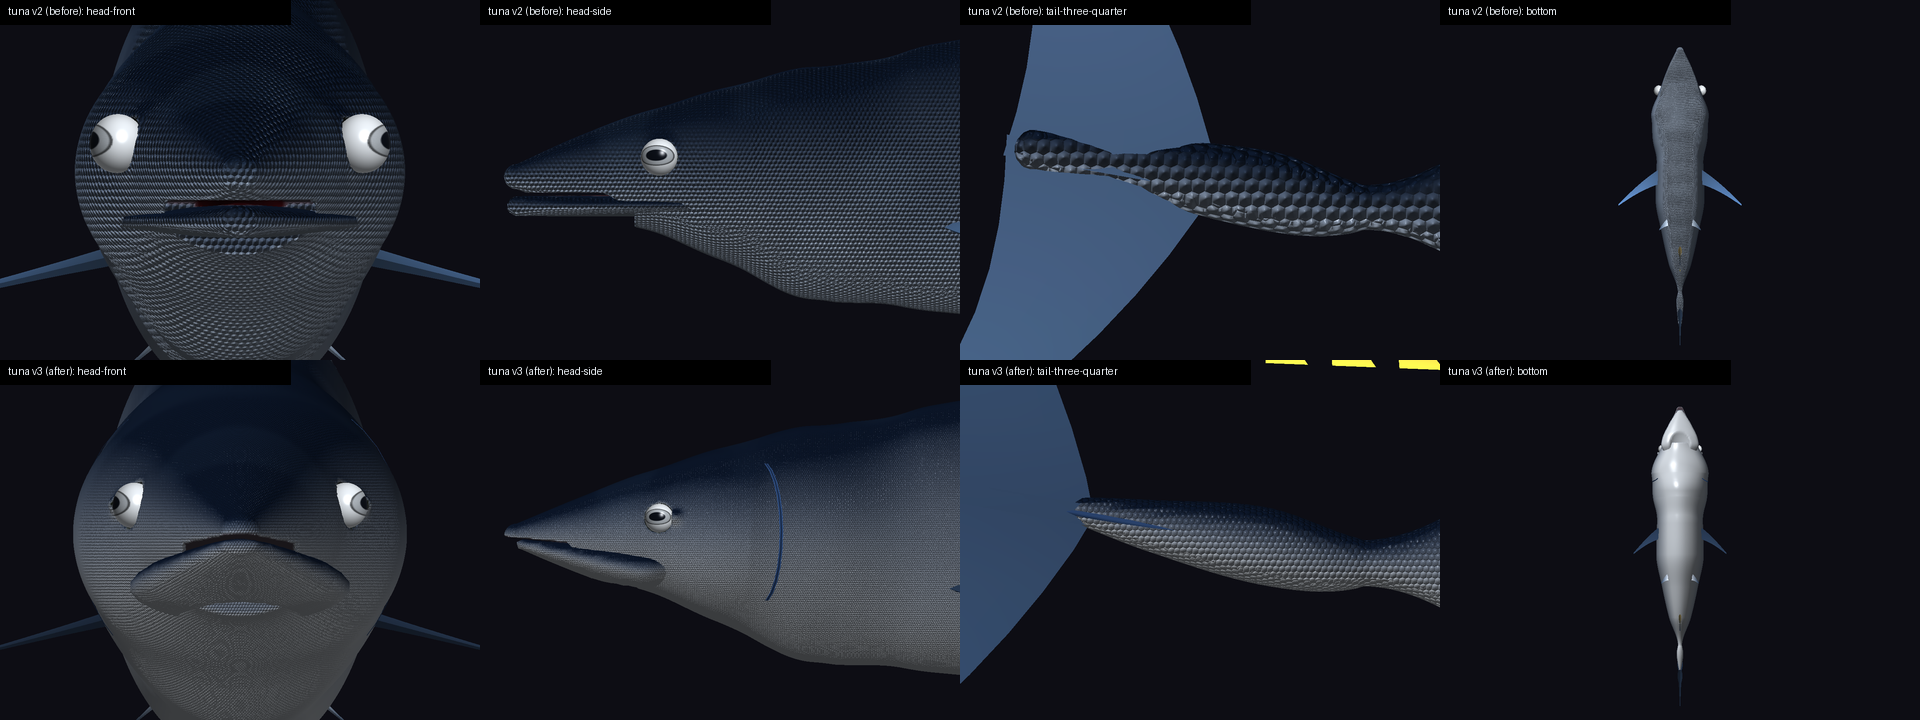 tuna v2 (before): head-front
tuna v2 (before): head-side
tuna v2 (before): tail-three-quarter
tuna v2 (before): bottom
tuna v3 (after): head-front
tuna v3 (after): head-side
tuna v3 (after): tail-three-quarter
tuna v3 (after): bottom